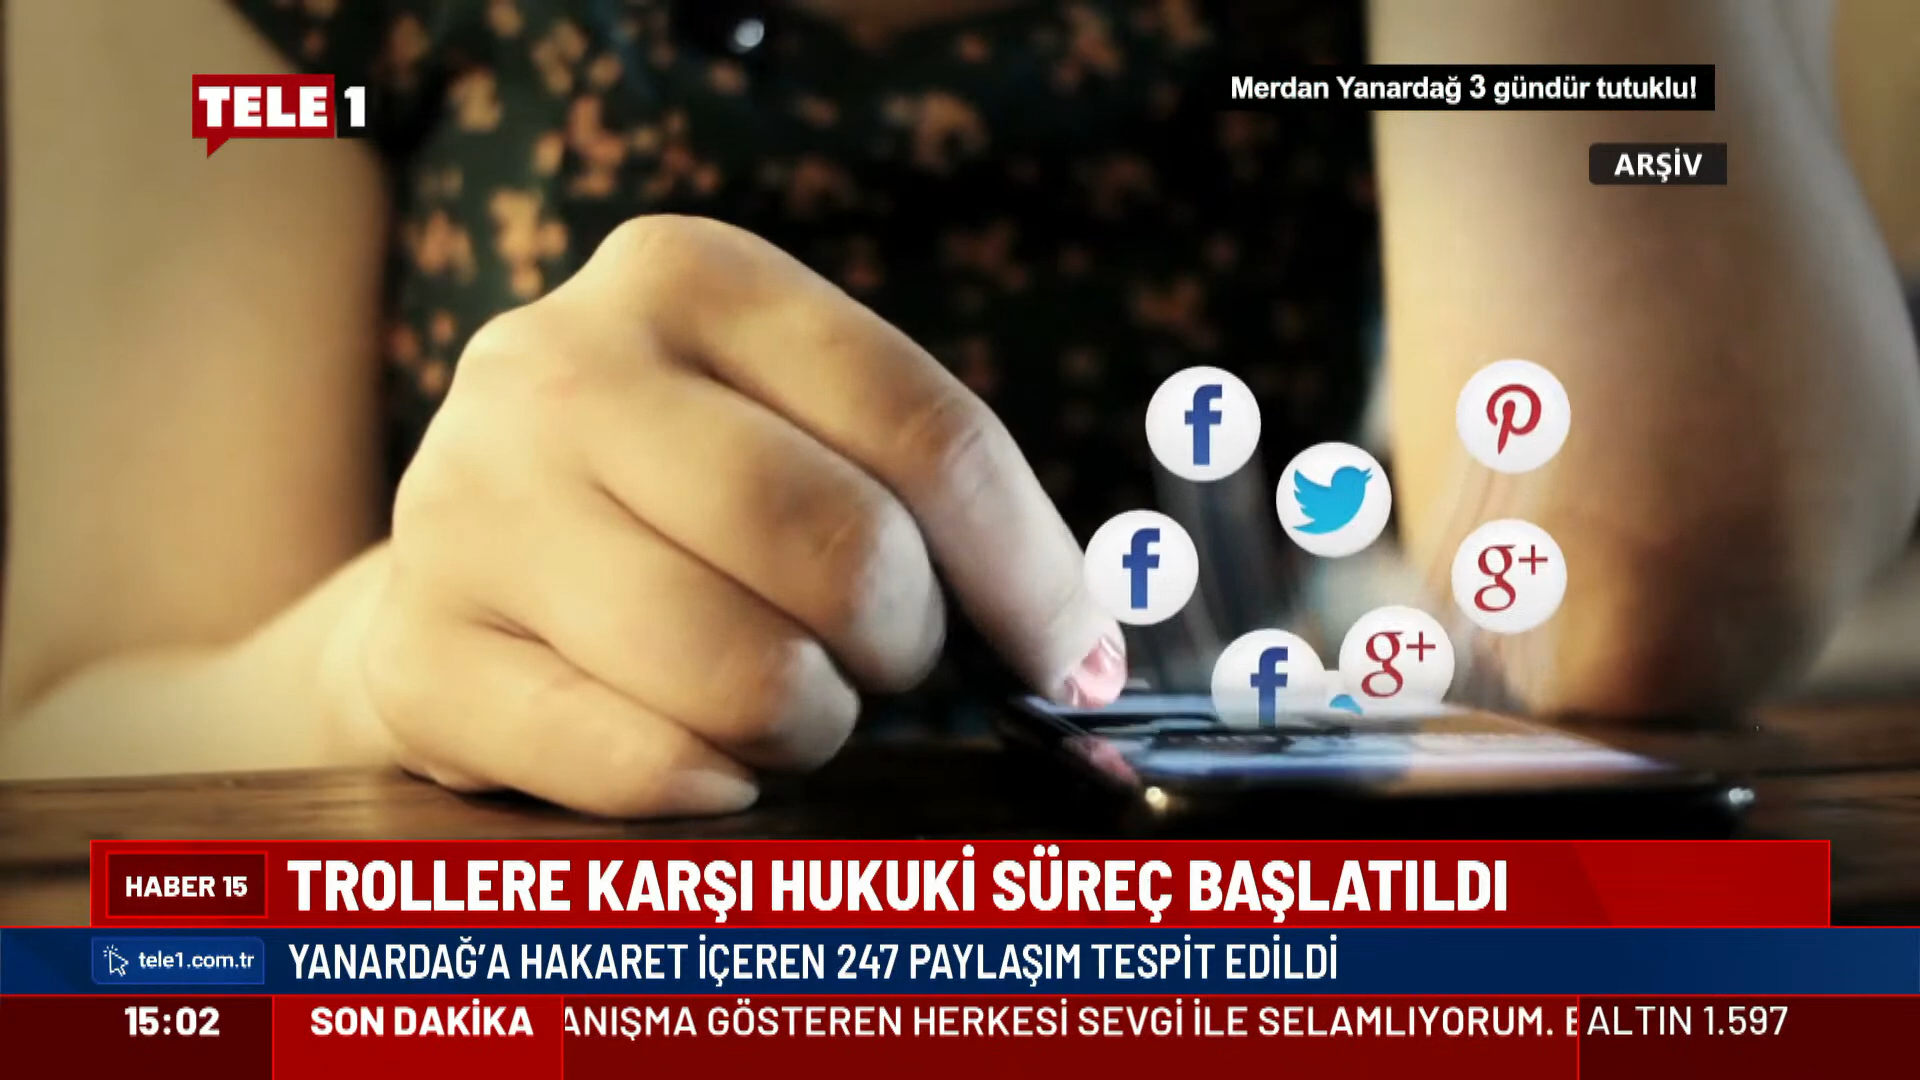 TELE 1
Merdan Yanardağ 3 gündür tutuklu!
ARŞİV
HABER 15
TROLLERE KARŞI HUKUKİ SÜREÇ BAŞLATILDI
tele1.com.tr
YANARDAĞ'A HAKARET İÇEREN 247 PAYLAŞIM TESPİT EDİLDİ
15:02
SON DAKİKA
ANIŞMA GÖSTEREN HERKESİ SEVGİ İLE SELAMLIYORUM.
ALTIN 1.597